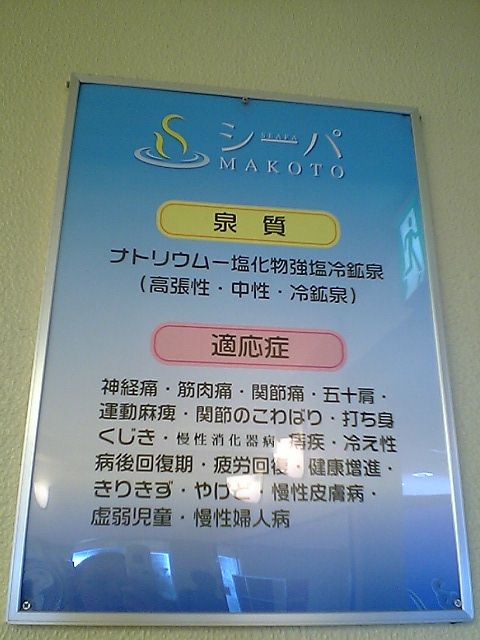 シーパ
SEAPA
MAKOTO
泉質
ナトリウムー塩化物強塩冷鉱泉
（高張性・中性・冷鉱泉）
適応症
神経痛・筋肉痛・関節痛・五十肩・
運動麻痺・関節のこわばり・打ち身
くじき・慢性消化器病・痔疾・冷え性
病後回復期・疲労回復・健康増進・
きりきず・やけど・慢性皮膚病・
虚弱児童・慢性婦人病